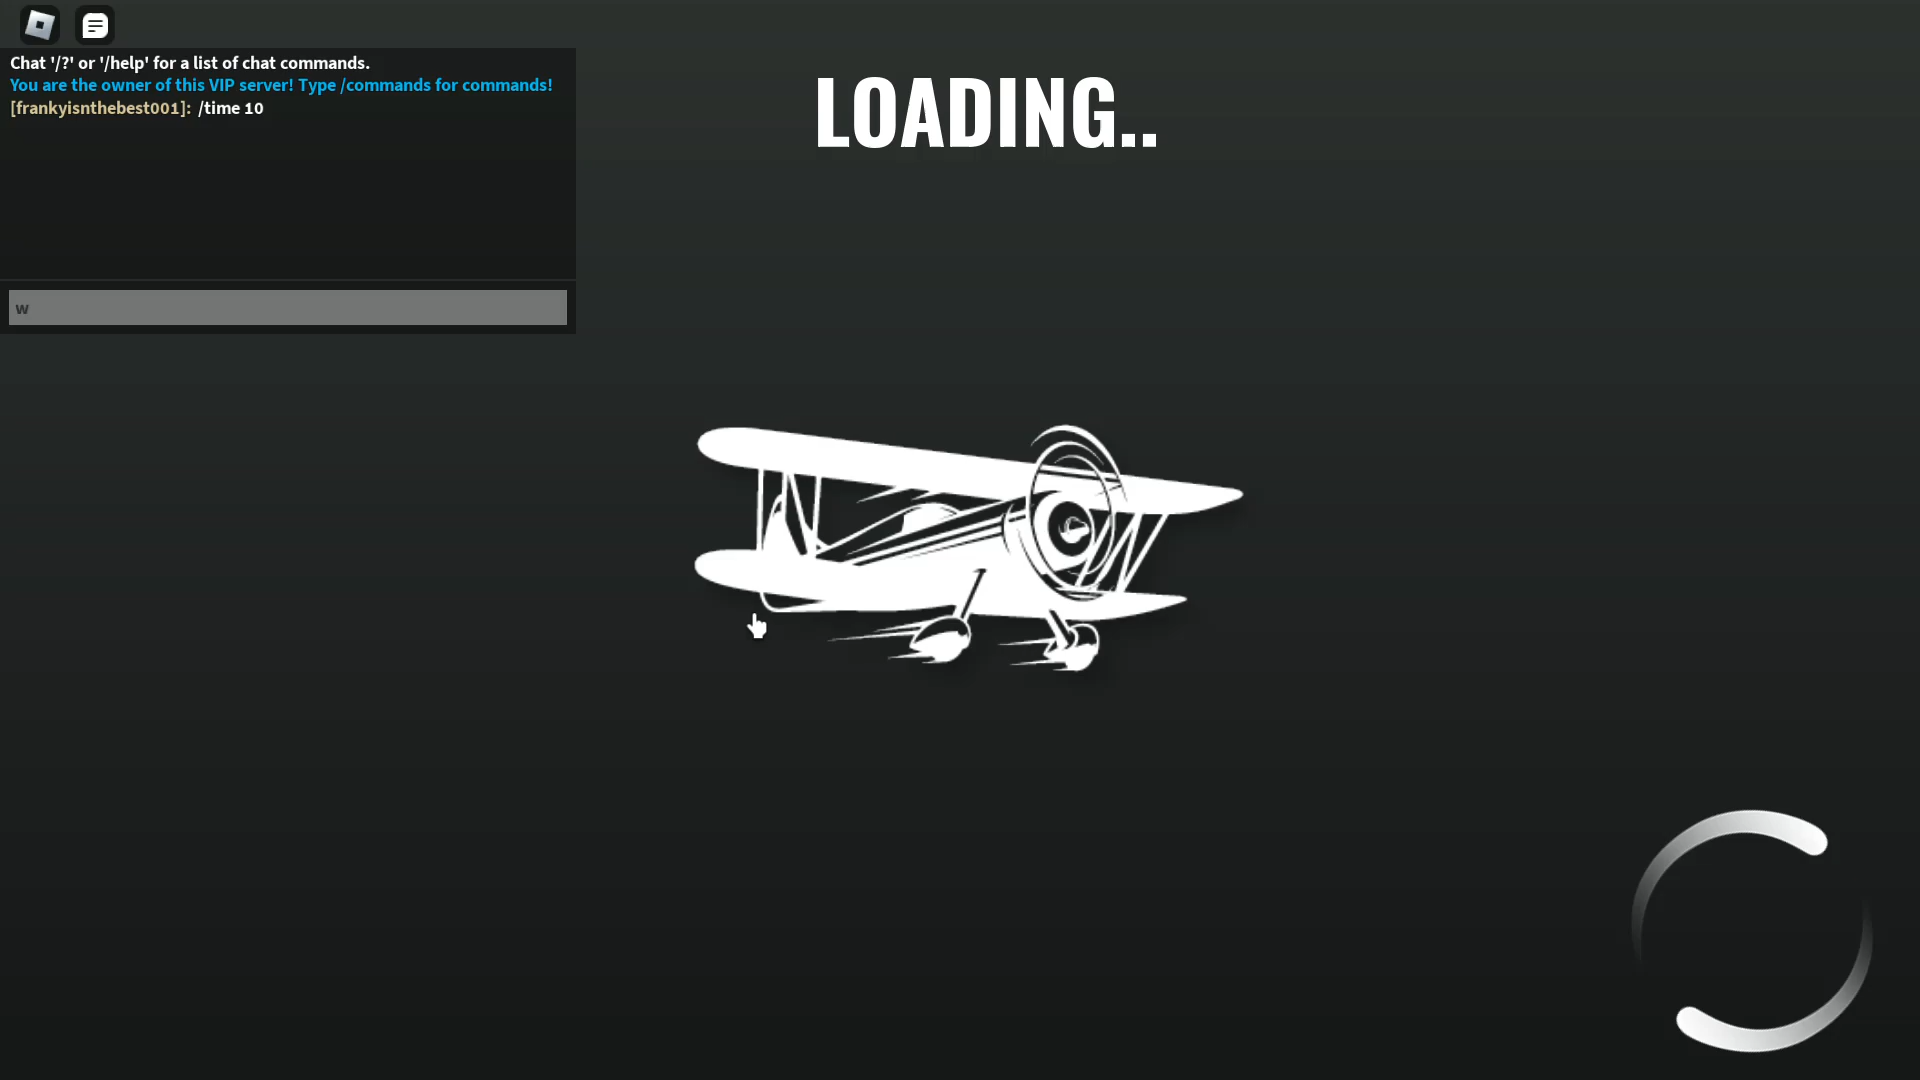 Chat '/?' or '/help' for a list of chat commands.
You are the owner of this VIP server! Type /commands for commands!
[frankyisnthebest001]: /time 10
LOADING..
w